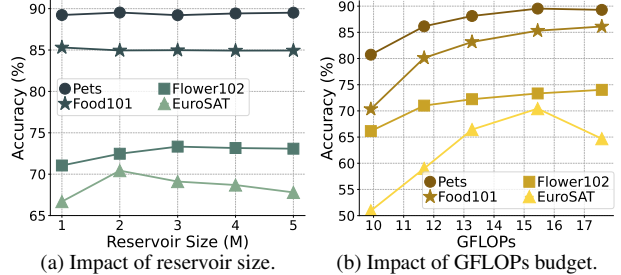 90
85
80
75
70
65
Accuracy (%)
Pets
Food101
Flower102
EuroSAT
1 2 3 4 5
Reservoir Size (M)
(a) Impact of reservoir size.
90
85
80
75
70
65
60
55
50
Accuracy (%)
Pets
Food101
Flower102
EuroSAT
10 11 12 13 14 15 16 17
GFLOPs
(b) Impact of GFLOPs budget.